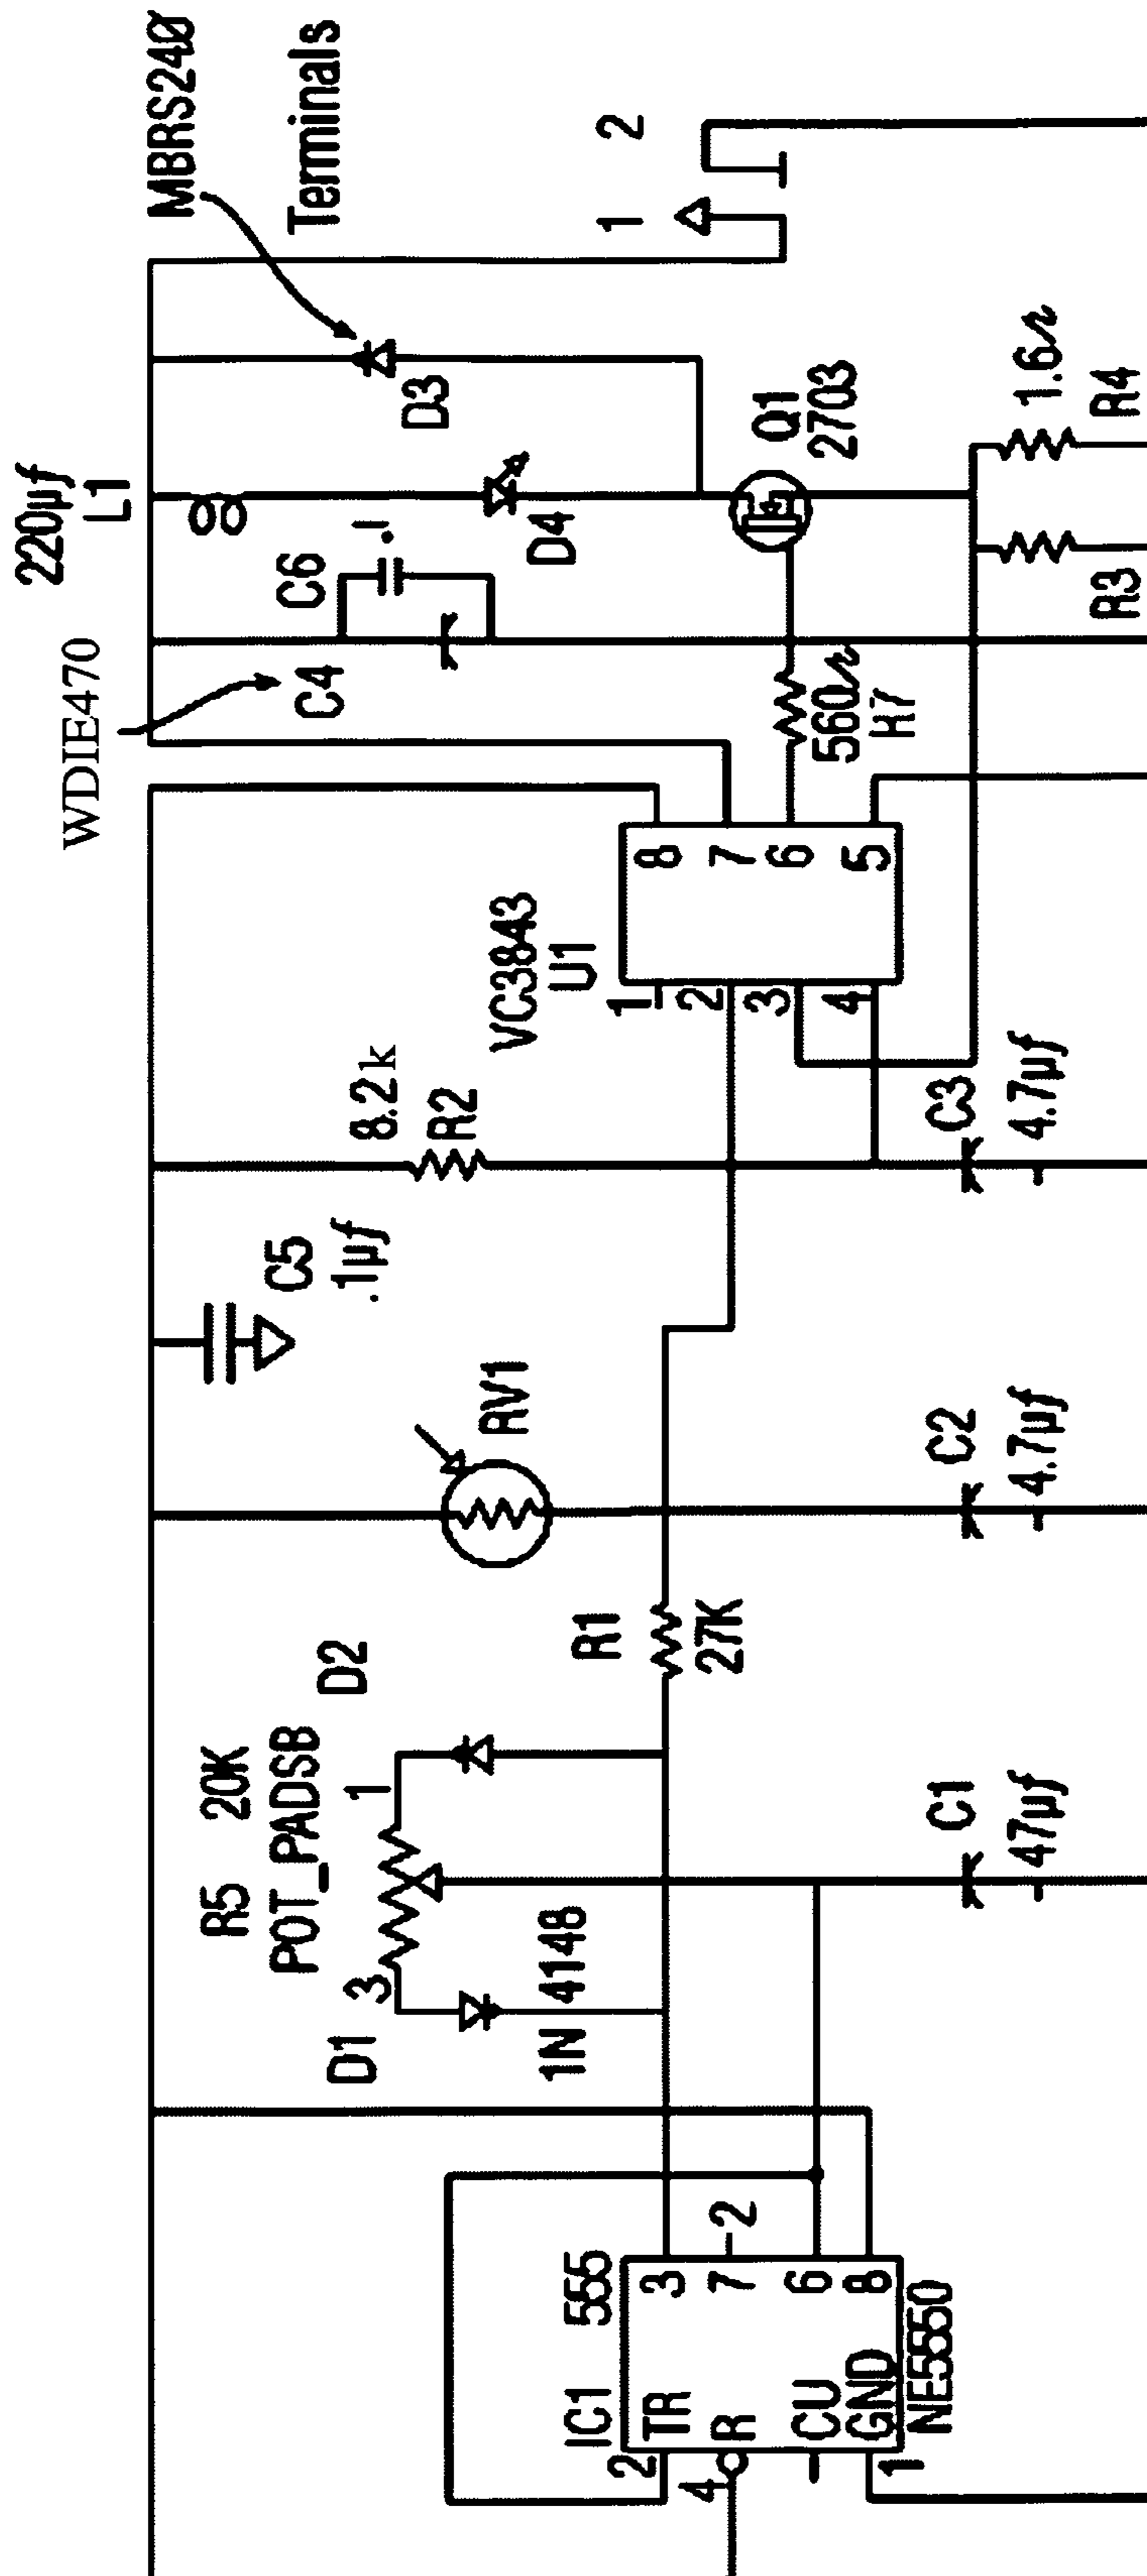 220µf
L1
WDIE470
C4
C6
.1
MBRS240
Terminals
D3
D4
1
2
Q1
2703
560
R7
1.6
R3
R4
VC3843
U1
1
2
3
4
8
7
6
5
8.2k
R2
C3
4.7µf
C5
.1µf
RV1
C2
4.7µf
R1
27K
R5 20K
POT_PADSB
D2
1
3
D1
1N 4148
C1
47µf
IC1 555
2
TR
4
R
CU
GND
1
3
7
2
6
8
NE5550